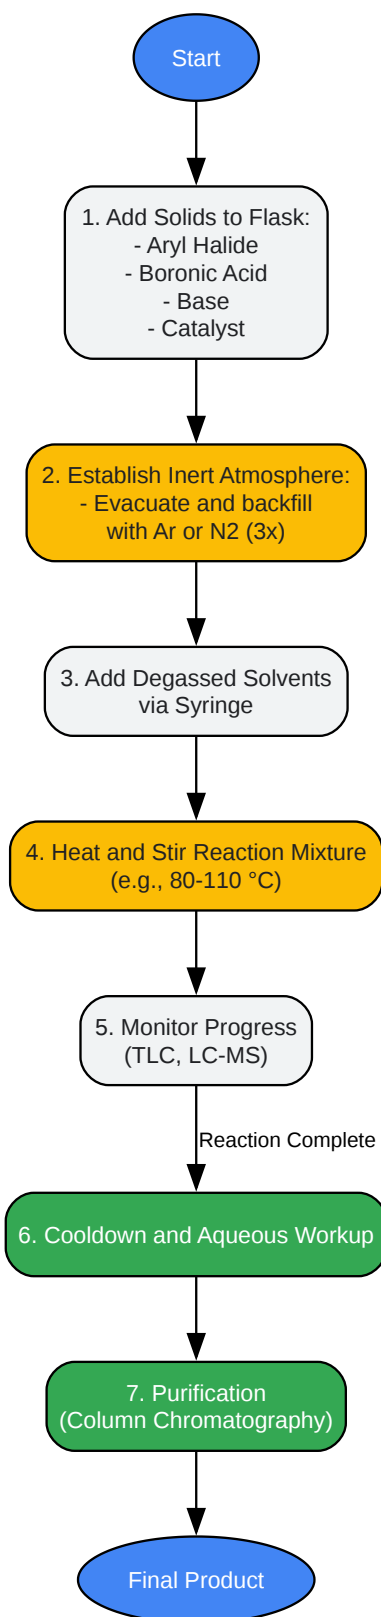 Start
1. Add Solids to Flask:
- Aryl Halide
- Boronic Acid
- Base
- Catalyst
2. Establish Inert Atmosphere:
- Evacuate and backfill
with Ar or N2 (3x)
3. Add Degassed Solvents
via Syringe
4. Heat and Stir Reaction Mixture
(e.g., 80-110 °C)
5. Monitor Progress
(TLC, LC-MS)
Reaction Complete
6. Cooldown and Aqueous Workup
7. Purification
(Column Chromatography)
Final Product